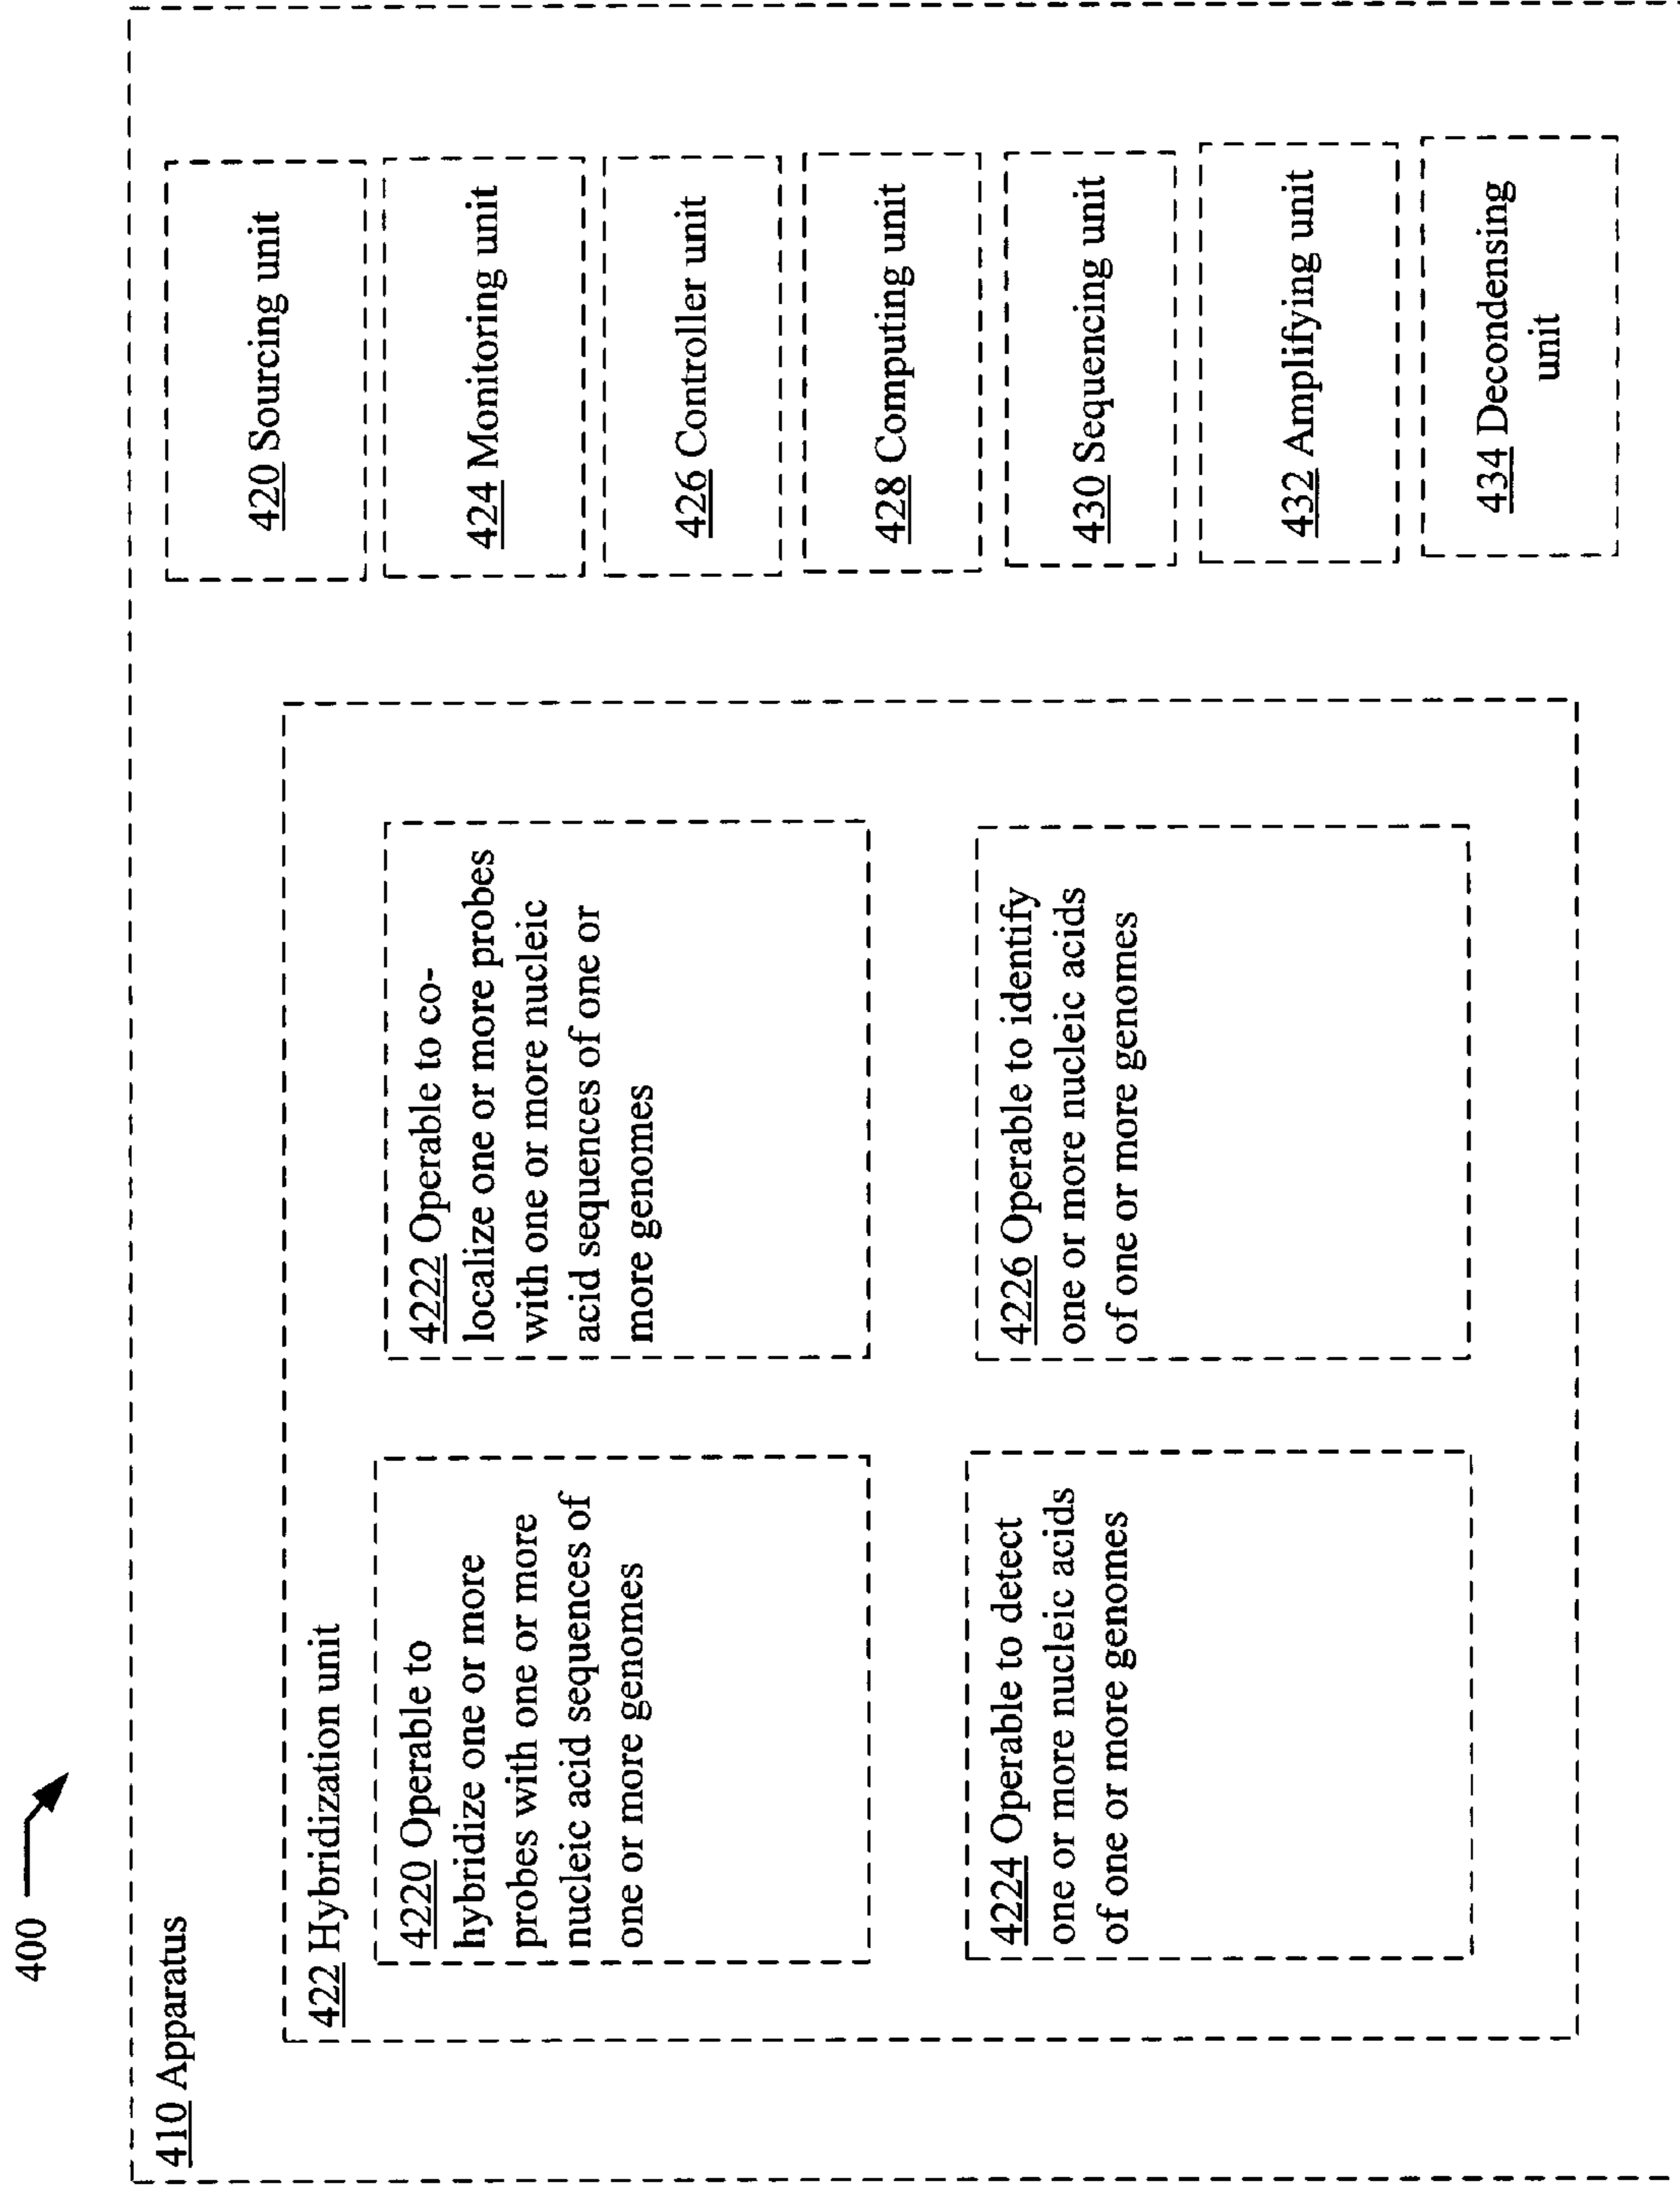 400
410 Apparatus
422 Hybridization unit
4220 Operable to
hybridize one or more
probes with one or more
nucleic acid sequences of
one or more genomes
4222 Operable to co-
localize one or more probes
with one or more nucleic
acid sequences of one or
more genomes
4224 Operable to detect
one or more nucleic acids
of one or more genomes
4226 Operable to identify
one or more nucleic acids
of one or more genomes
420 Sourcing unit
424 Monitoring unit
426 Controller unit
428 Computing unit
430 Sequencing unit
432 Amplifying unit
434 Decondensing
unit